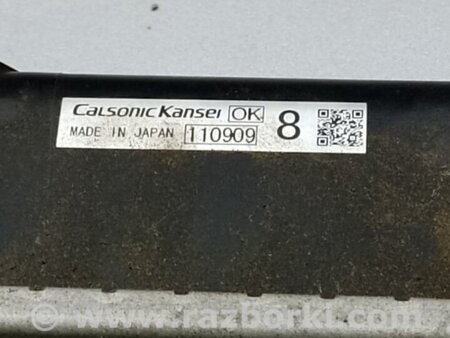 CalsonicKansei OK
MADE IN JAPAN 110909 8
www.razborki.com